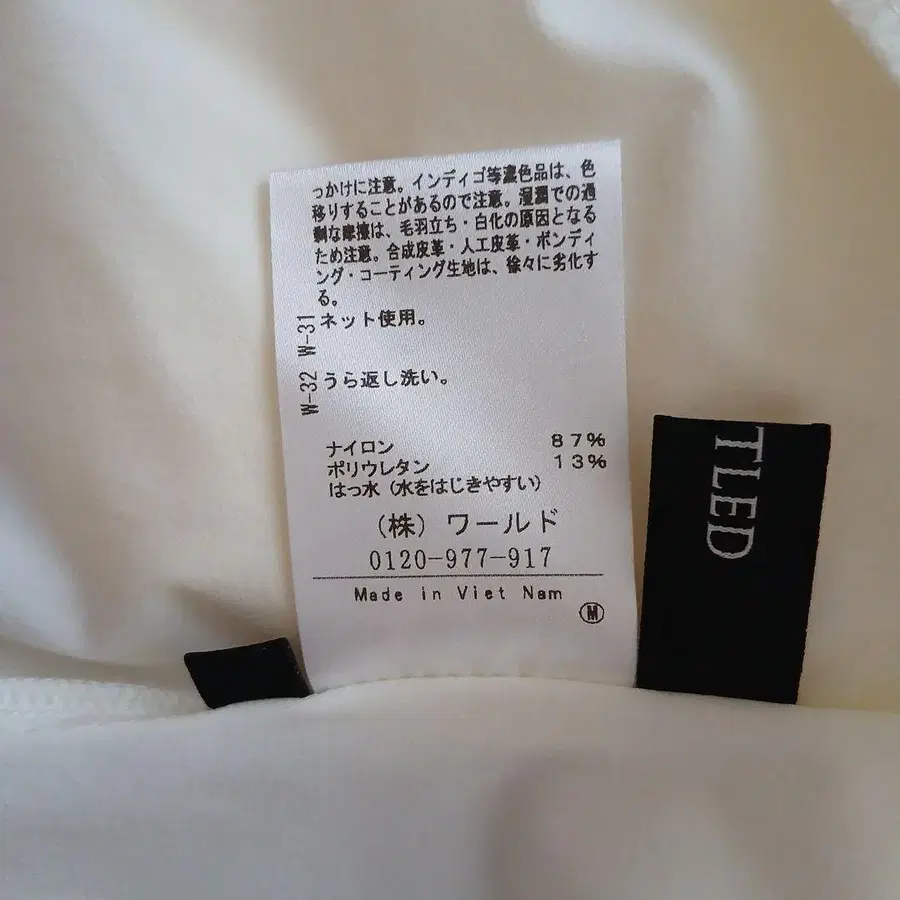 っかけに注意。インディゴ等濃色品は、色
移りすることがあるので注意。湿潤での過
剰な摩擦は、毛羽立ち・白化の原因となる
ため注意。合成皮革・人工皮革・ボンディ
ング・コーティング生地は、徐々に劣化す
る。
W-31
ネット使用。
W-32
うら返し洗い。
ナイロン 87%
ポリウレタン 13%
はっ水（水をはじきやすい）
（株）ワールド
0120-977-917
Made in Viet Nam
M
TLED